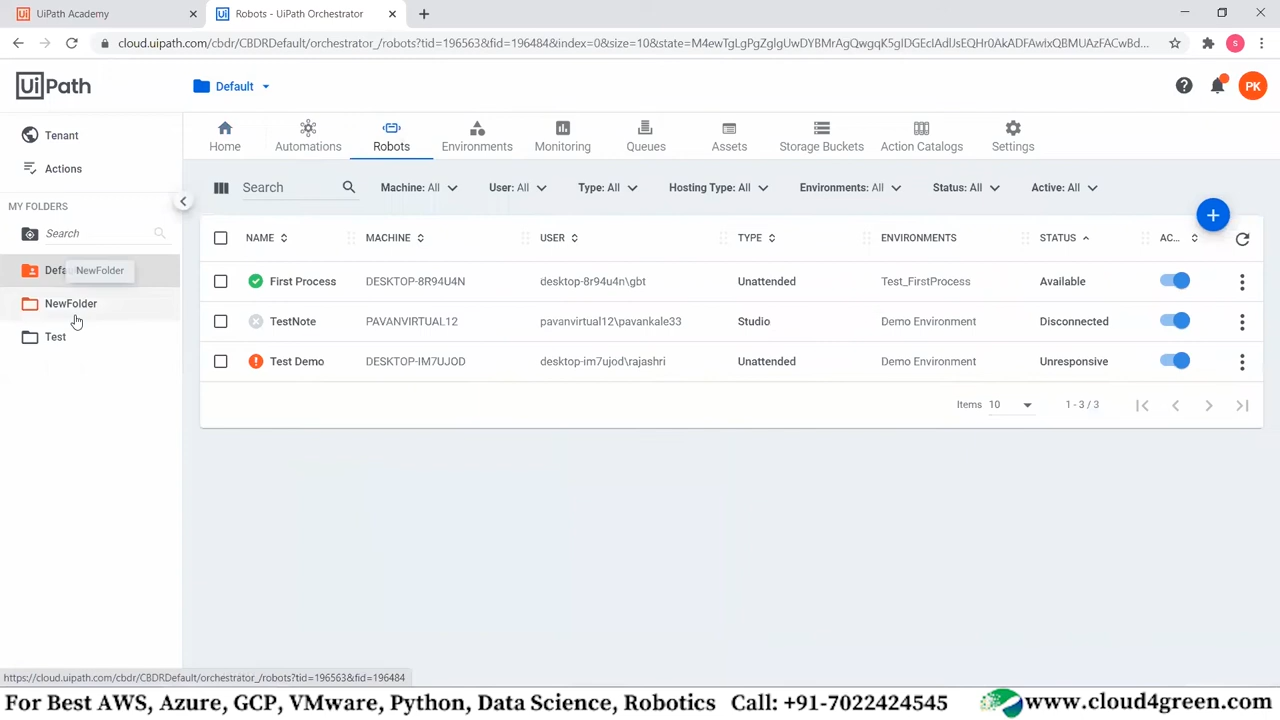 UiPath Academy
Robots - UiPath Orchestrator
cloud.uipath.com/cbdr/CBDRDefault/orchestrator_/robots?tid=196563&fid=196484&index=0&size=10&state=
S
UiPath
Default
PK
Tenant
Actions
MY FOLDERS
Search
NewFolder
NewFolder
Test
Home
Automations
Robots
Environments
Monitoring
Queues
Assets
Storage Buckets
Action Catalogs
Settings
Search
Machine: All
User: All
Type: All
Hosting Type: All
Environments: All
Status: All
Active: All
NAME MACHINE USER TYPE ENVIRONMENTS STATUS AC...
First Process DESKTOP-8R94U4N desktop-8r94u4n\gbt Unattended Test_FirstProcess Available
TestNote PAVANVIRTUAL12 pavanvirtual12\pavankale33 Studio Demo Environment Disconnected
Test Demo DESKTOP-IM7UJOD desktop-im7ujod\rajashri Unattended Demo Environment Unresponsive
Items 10 1 - 3 / 3
https://cloud.uipath.com/cbdr/CBDRDefault/orchestrator_/robots?tid=196563&fid=196484
For Best AWS, Azure, GCP, VMware, Python, Data Science, Robotics Call: +91-7022424545 www.cloud4green.com